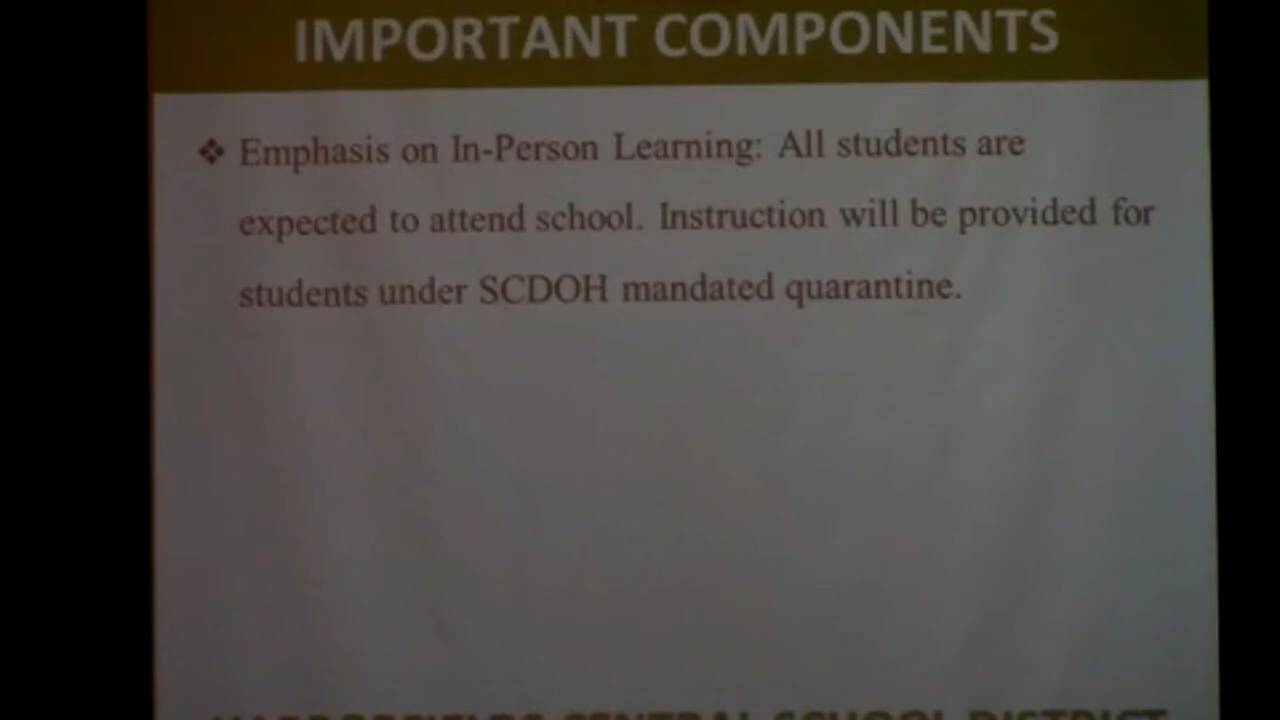 IMPORTANT COMPONENTS
❖ Emphasis on In-Person Learning: All students are
expected to attend school. Instruction will be provided for
students under SCDOH mandated quarantine.
CENTRAL SCHOOL DISTRICT